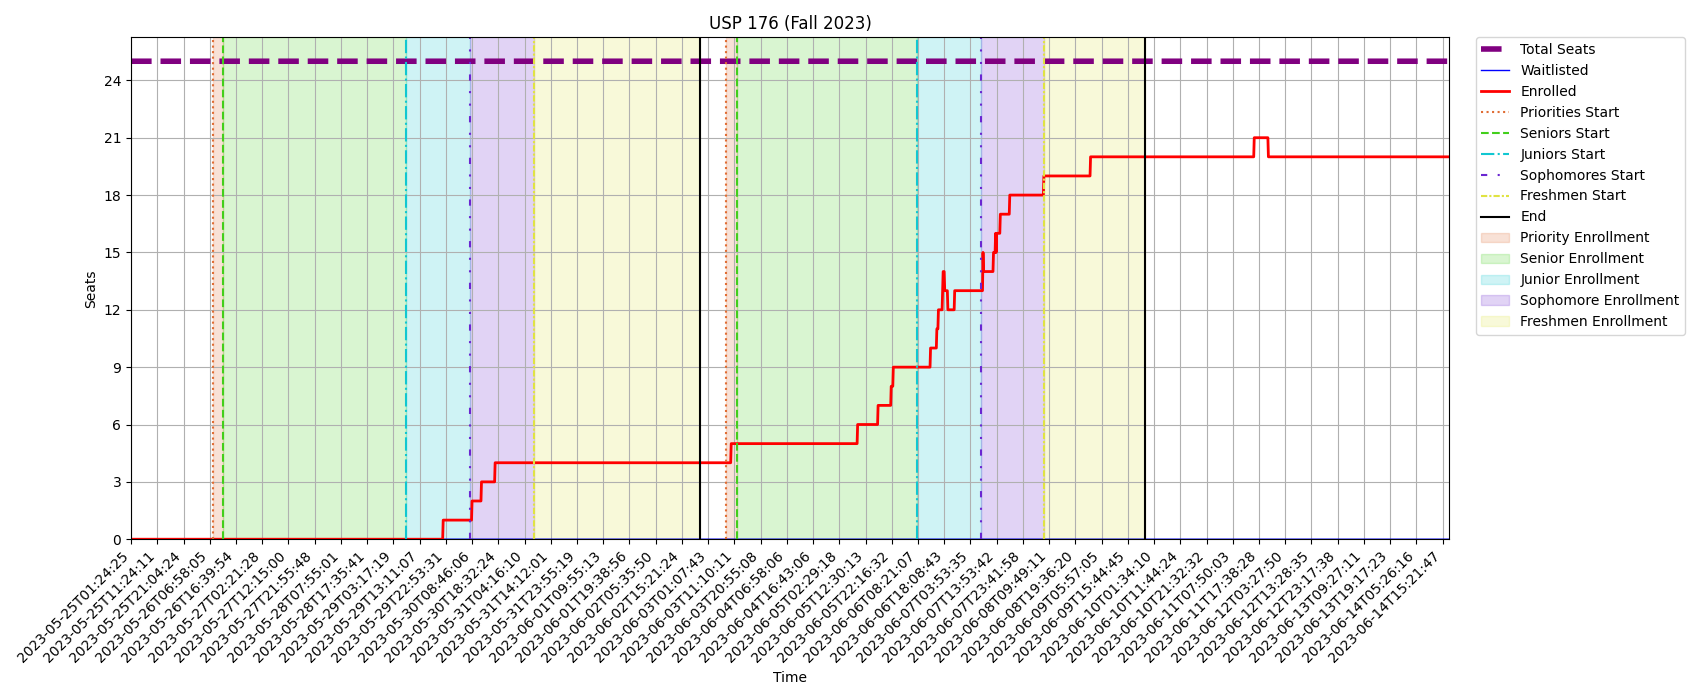 USP 176 (Fall 2023)
Seats
24
21
18
15
12
9
6
3
0
2023-05-25T01:24:25
2023-05-25T11:24:11
2023-05-25T21:04:24
2023-05-26T06:58:05
2023-05-26T16:39:54
2023-05-27T02:21:28
2023-05-27T12:15:00
2023-05-27T21:55:48
2023-05-28T07:55:01
2023-05-28T17:35:41
2023-05-29T03:17:19
2023-05-29T13:11:07
2023-05-29T22:53:31
2023-05-30T08:46:06
2023-05-30T18:32:24
2023-05-31T04:16:10
2023-05-31T14:12:01
2023-05-31T23:55:19
2023-06-01T09:55:13
2023-06-01T19:38:56
2023-06-02T05:35:50
2023-06-02T15:21:24
2023-06-03T01:07:43
2023-06-03T11:10:11
2023-06-03T20:55:08
2023-06-04T06:58:06
2023-06-04T16:43:06
2023-06-05T02:29:18
2023-06-05T12:30:13
2023-06-05T22:16:32
2023-06-06T08:21:07
2023-06-06T18:08:43
2023-06-07T03:53:35
2023-06-07T13:53:42
2023-06-07T23:41:58
2023-06-08T09:49:11
2023-06-08T19:36:20
2023-06-09T05:57:05
2023-06-09T15:44:45
2023-06-10T01:34:10
2023-06-10T11:44:24
2023-06-10T21:32:32
2023-06-11T07:50:03
2023-06-11T17:38:28
2023-06-12T03:27:50
2023-06-12T13:28:35
2023-06-12T23:17:38
2023-06-13T09:27:11
2023-06-13T19:17:23
2023-06-14T05:26:16
2023-06-14T15:21:47
Time
Total Seats
Waitlisted
Enrolled
Priorities Start
Seniors Start
Juniors Start
Sophomores Start
Freshmen Start
End
Priority Enrollment
Senior Enrollment
Junior Enrollment
Sophomore Enrollment
Freshmen Enrollment